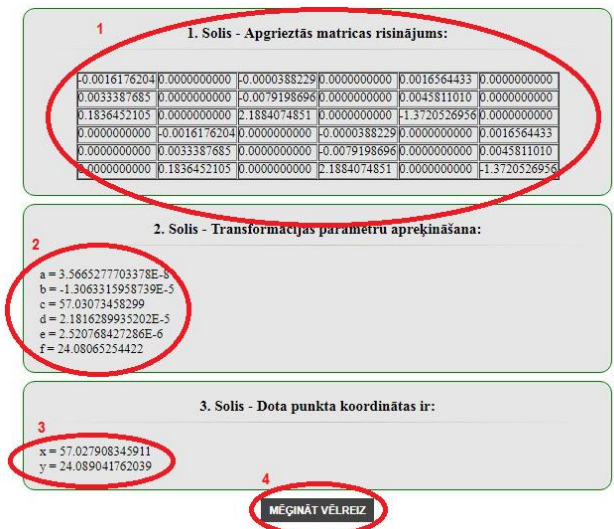 1
1. Solis - Apgrieztās matricas risinājums:
-0.0016176204 0.0000000000 -0.0000388229 0.0000000000 0.0016564433 0.0000000000
0.0033387685 0.0000000000 -0.0079198696 0.0000000000 0.0045811010 0.0000000000
0.1836452105 0.0000000000 2.1884074851 0.0000000000 -1.3720526956 0.0000000000
0.0000000000 -0.0016176204 0.0000000000 -0.0000388229 0.0000000000 0.0016564433
0.0000000000 0.0033387685 0.0000000000 -0.0079198696 0.0000000000 0.0045811010
0.0000000000 0.1836452105 0.0000000000 2.1884074851 0.0000000000 -1.3720526956
2. Solis - Transformācijas parametru aprēķināšana:
2
a = 3.5665277703378E-8
b = -1.3063315958739E-5
c = 57.03073458299
d = 2.1816289935202E-5
e = 2.520768427286E-6
f = 24.08065254422
3. Solis - Dota punkta koordinātas ir:
3
x = 57.027908345911
y = 24.089041762039
4
MĒĢINĀT VĒLREIZ